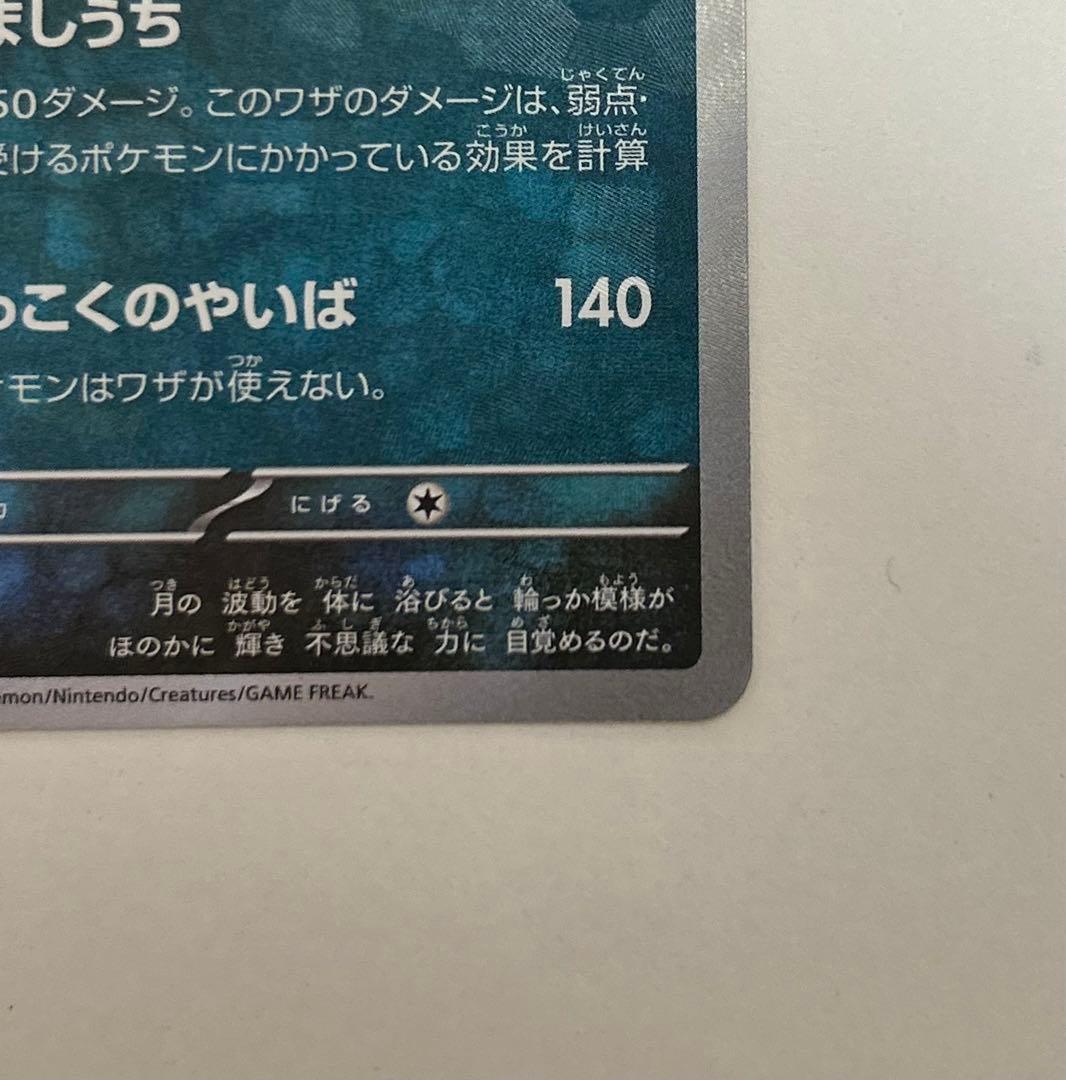 ましうち
50ダメージ。このワザのダメージは、弱点・
受けるポケモンにかかっている効果を計算
っこくのやいば 140
ケモンはワザが使えない。
にげる
月の 波動を 体に 浴びると 輪っか模様が
ほのかに 輝き 不思議な 力に 目覚めるのだ。
mon/Nintendo/Creatures/GAME FREAK.